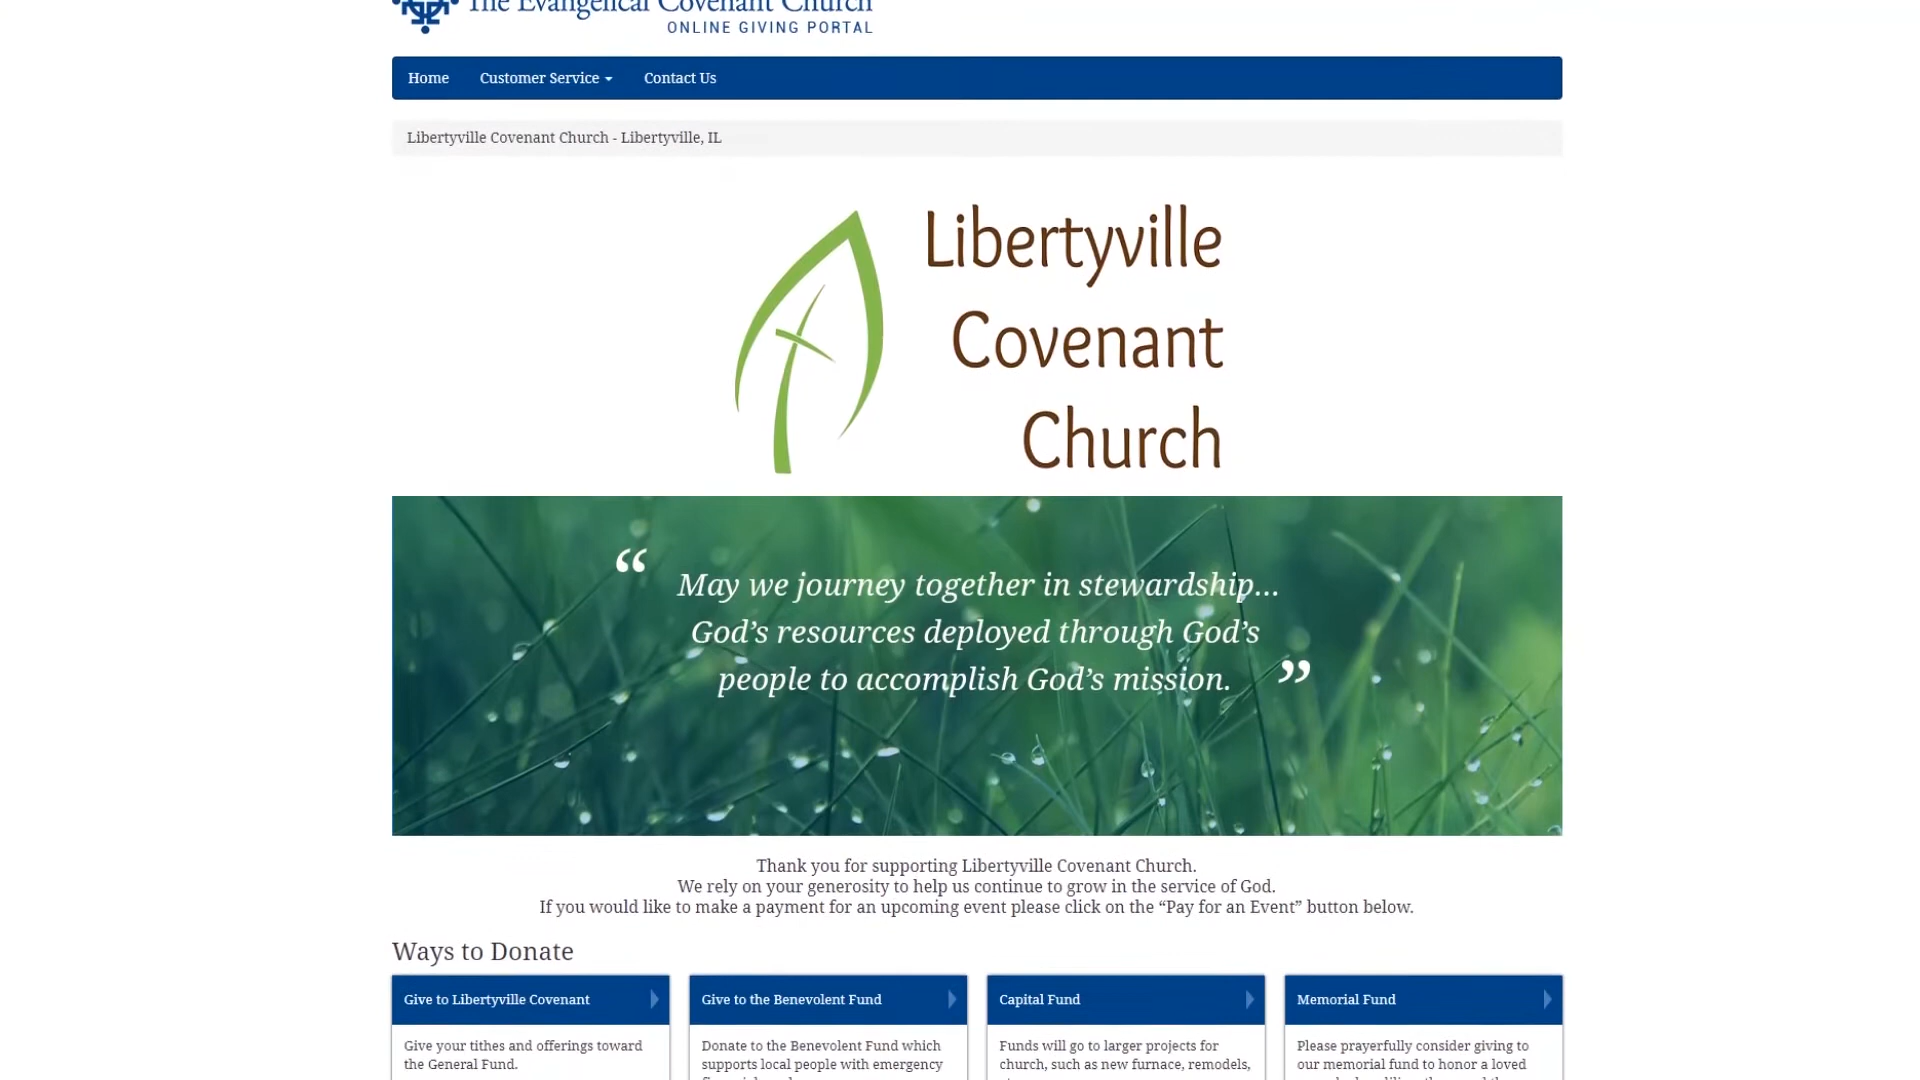 The Evangelical Covenant Church
ONLINE GIVING PORTAL
Home Customer Service Contact Us
Libertyville Covenant Church - Libertyville, IL
Libertyville
Covenant
Church
“ May we journey together in stewardship...
God’s resources deployed through God’s
people to accomplish God’s mission. ”
Thank you for supporting Libertyville Covenant Church.
We rely on your generosity to help us continue to grow in the service of God.
If you would like to make a payment for an upcoming event please click on the “Pay for an Event” button below.
Ways to Donate
Give to Libertyville Covenant
Give your tithes and offerings toward
the General Fund.
Give to the Benevolent Fund
Donate to the Benevolent Fund which
supports local people with emergency
Capital Fund
Funds will go to larger projects for
church, such as new furnace, remodels,
Memorial Fund
Please prayerfully consider giving to
our memorial fund to honor a loved